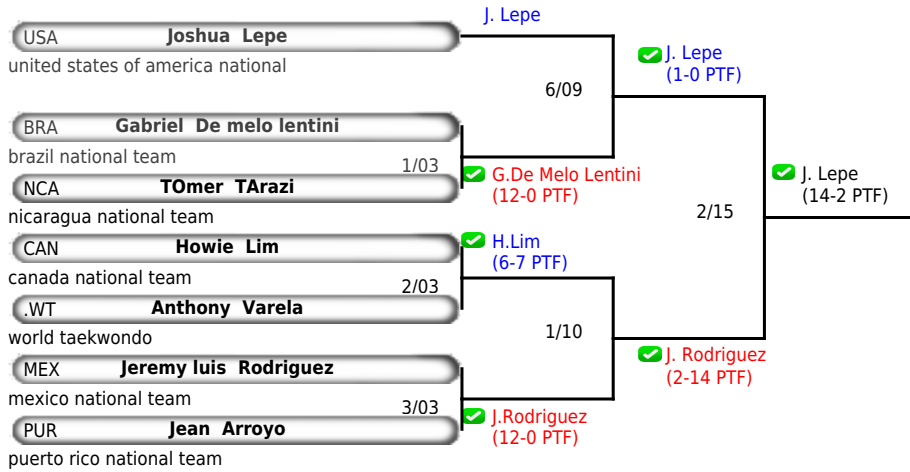 J. Lepe
USA Joshua Lepe
united states of america national
J. Lepe
(1-0 PTF)
6/09
BRA Gabriel De melo lentini
brazil national team
1/03
G.De Melo Lentini
(12-0 PTF)
NCA TOmer TArazi
nicaragua national team
J. Lepe
(14-2 PTF)
2/15
CAN Howie Lim
canada national team
H.Lim
(6-7 PTF)
2/03
.WT Anthony Varela
world taekwondo
1/10
MEX Jeremy luis Rodriguez
mexico national team
J. Rodriguez
(2-14 PTF)
3/03
J.Rodriguez
(12-0 PTF)
PUR Jean Arroyo
puerto rico national team